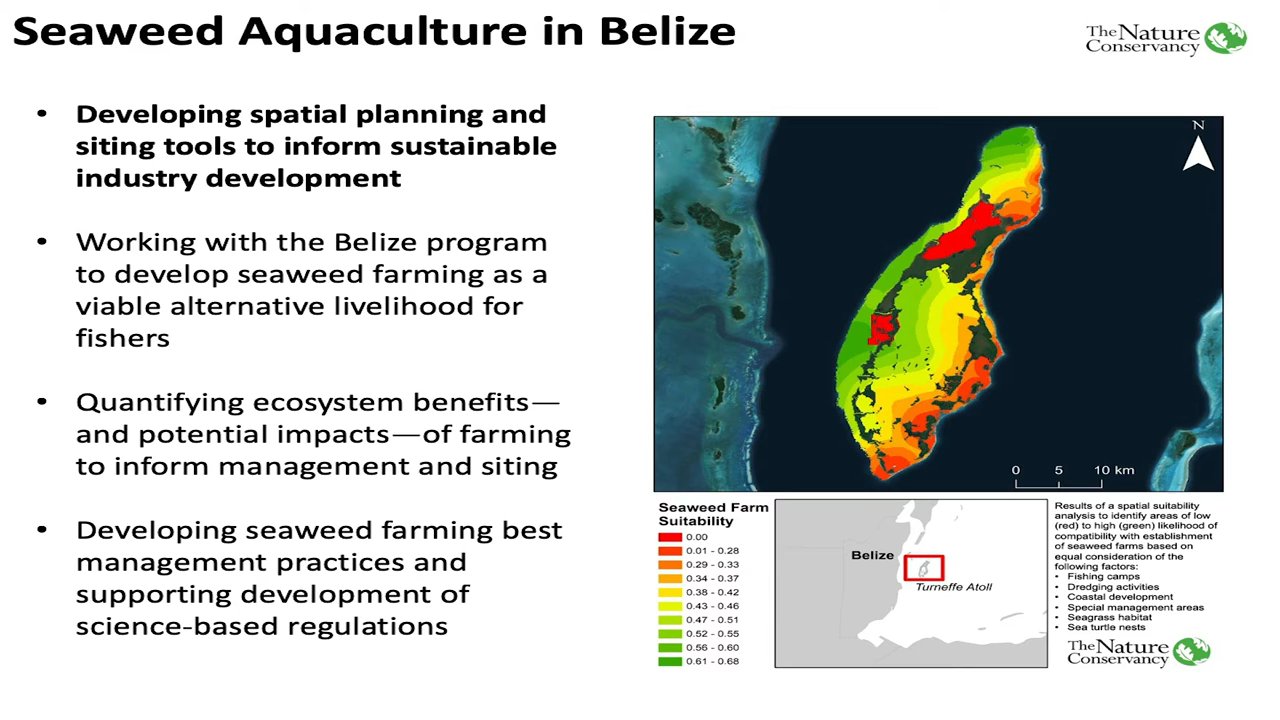 Seaweed Aquaculture in Belize
The Nature
Conservancy
• Developing spatial planning and
siting tools to inform sustainable
industry development
• Working with the Belize program
to develop seaweed farming as a
viable alternative livelihood for
fishers
• Quantifying ecosystem benefits—
and potential impacts—of farming
to inform management and siting
• Developing seaweed farming best
management practices and
supporting development of
science-based regulations
N
0 5 10 km
Seaweed Farm
Suitability
0.00
0.01 - 0.28
0.29 - 0.33
0.34 - 0.37
0.38 - 0.42
0.43 - 0.46
0.47 - 0.51
0.52 - 0.55
0.56 - 0.60
0.61 - 0.68
Belize
Turneffe Atoll
Results of a spatial suitability
analysis to identify areas of low
(red) to high (green) likelihood of
compatibility with establishment
of seaweed farms based on
equal consideration of the
following factors:
• Fishing camps
• Dredging activities
• Coastal development
• Special management areas
• Seagrass habitat
• Sea turtle nests
The Nature
Conservancy